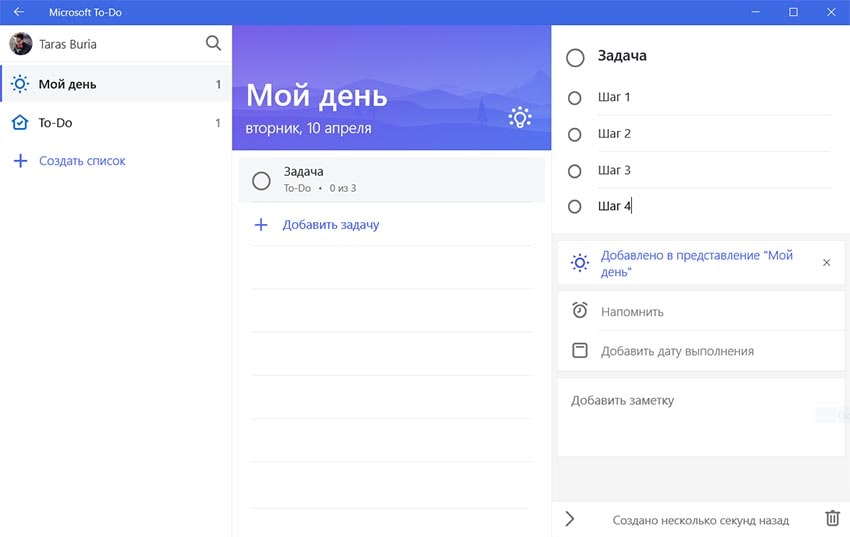 Microsoft To-Do
Taras Buria
Мой день 1
To-Do 1
Создать список
Мой день
вторник, 10 апреля
Задача
To-Do • 0 из 3
Добавить задачу
Задача
Шаг 1
Шаг 2
Шаг 3
Шаг 4
Добавлено в представление "Мой
день"
Напомнить
Добавить дату выполнения
Добавить заметку
Создано несколько секунд назад